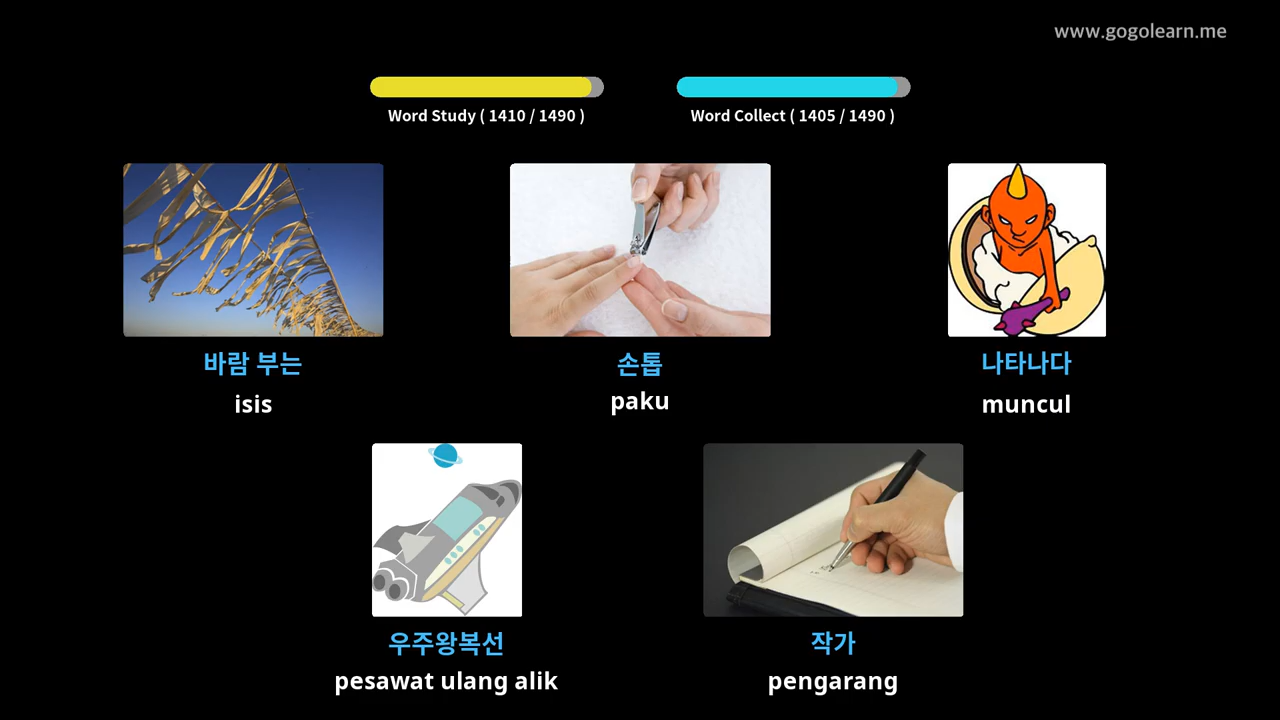 www.gogolearn.me
Word Study ( 1410 / 1490 )
Word Collect ( 1405 / 1490 )
바람 부는
손톱
나타나다
isis
paku
muncul
우주왕복선
작가
pesawat ulang alik
pengarang